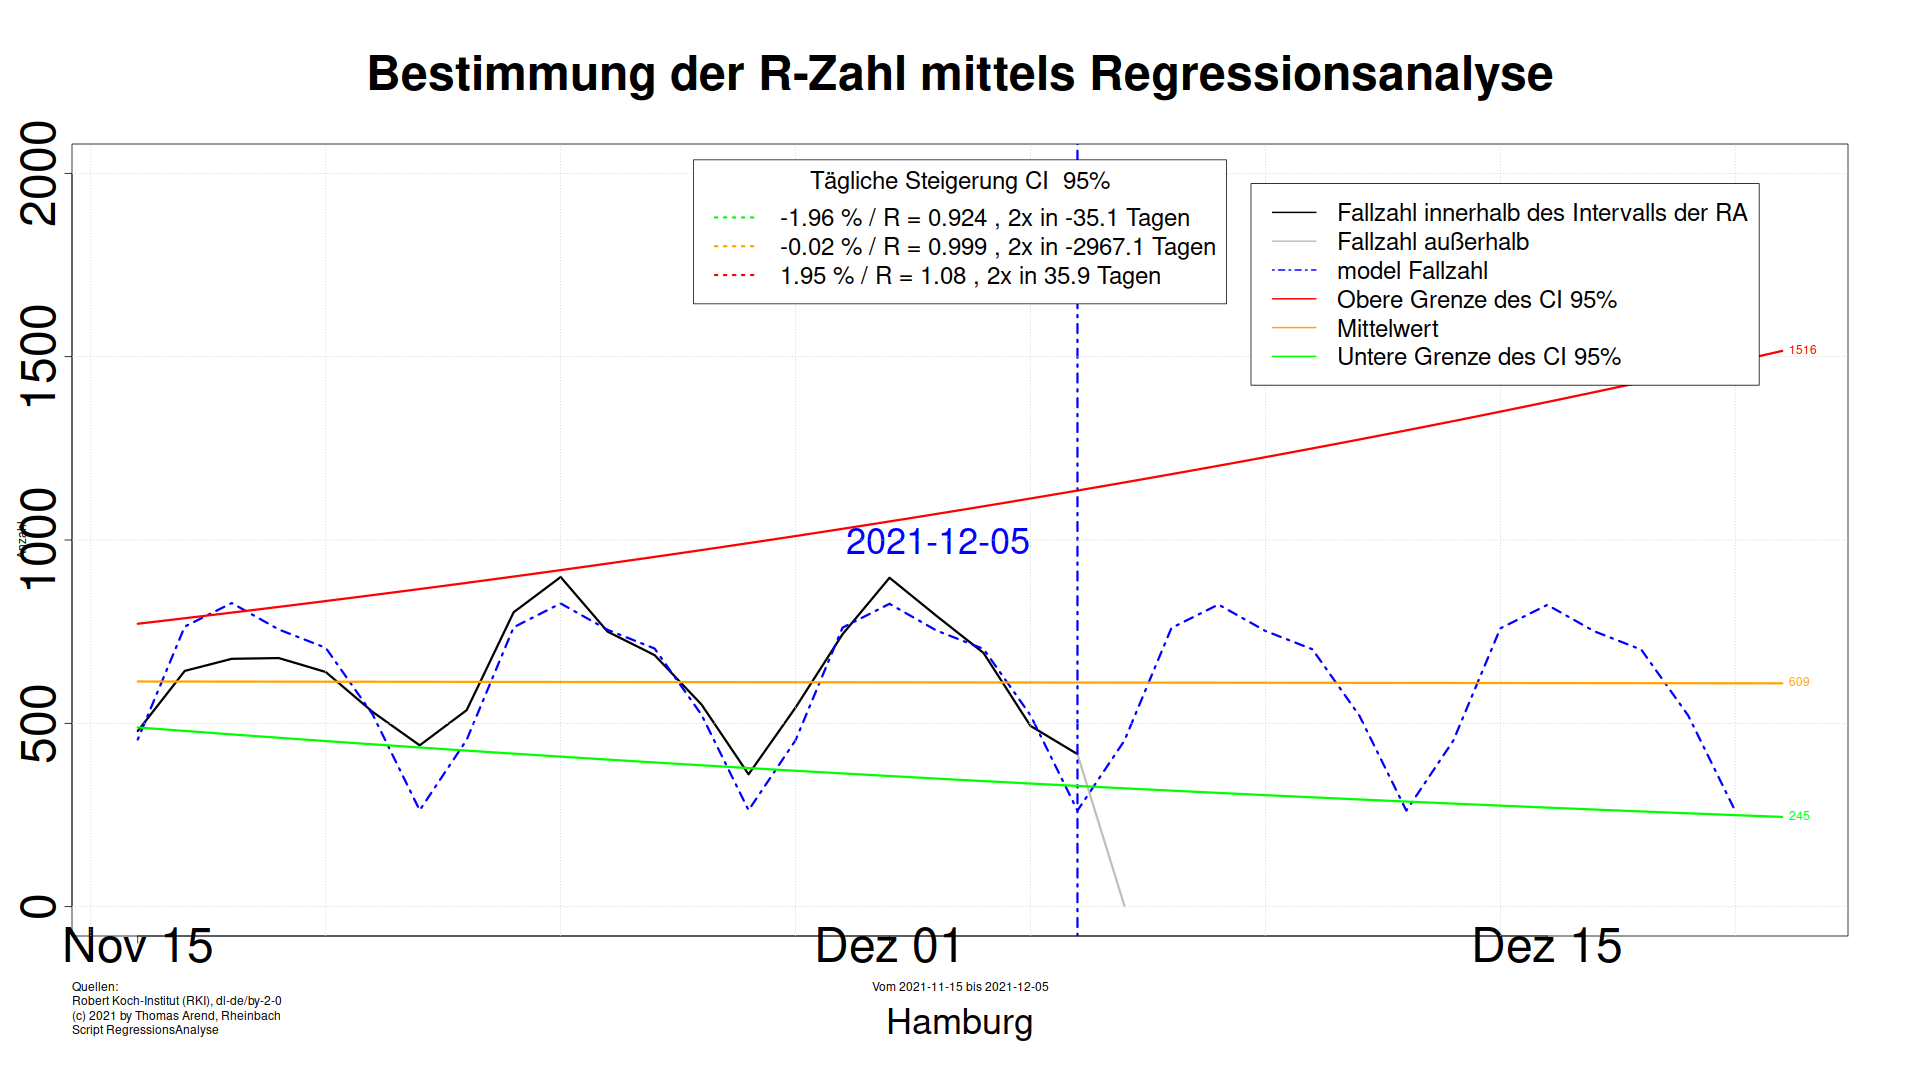 Bestimmung der R-Zahl mittels Regressionsanalyse
Tägliche Steigerung CI  95%
-1.96 % / R = 0.924 , 2x in -35.1 Tagen
-0.02 % / R = 0.999 , 2x in -2967.1 Tagen
1.95 % / R = 1.08 , 2x in 35.9 Tagen
Fallzahl innerhalb des Intervalls der RA
Fallzahl außerhalb
model Fallzahl
Obere Grenze des CI 95%
Mittelwert
Untere Grenze des CI 95%
2000
1500
1000
500
0
Anzahl
1516
2021-12-05
609
245
Nov 15
Dez 01
Dez 15
Quellen:
Robert Koch-Institut (RKI), dl-de/by-2-0
(c) 2021 by Thomas Arend, Rheinbach
Script RegressionsAnalyse
Vom 2021-11-15 bis 2021-12-05
Hamburg